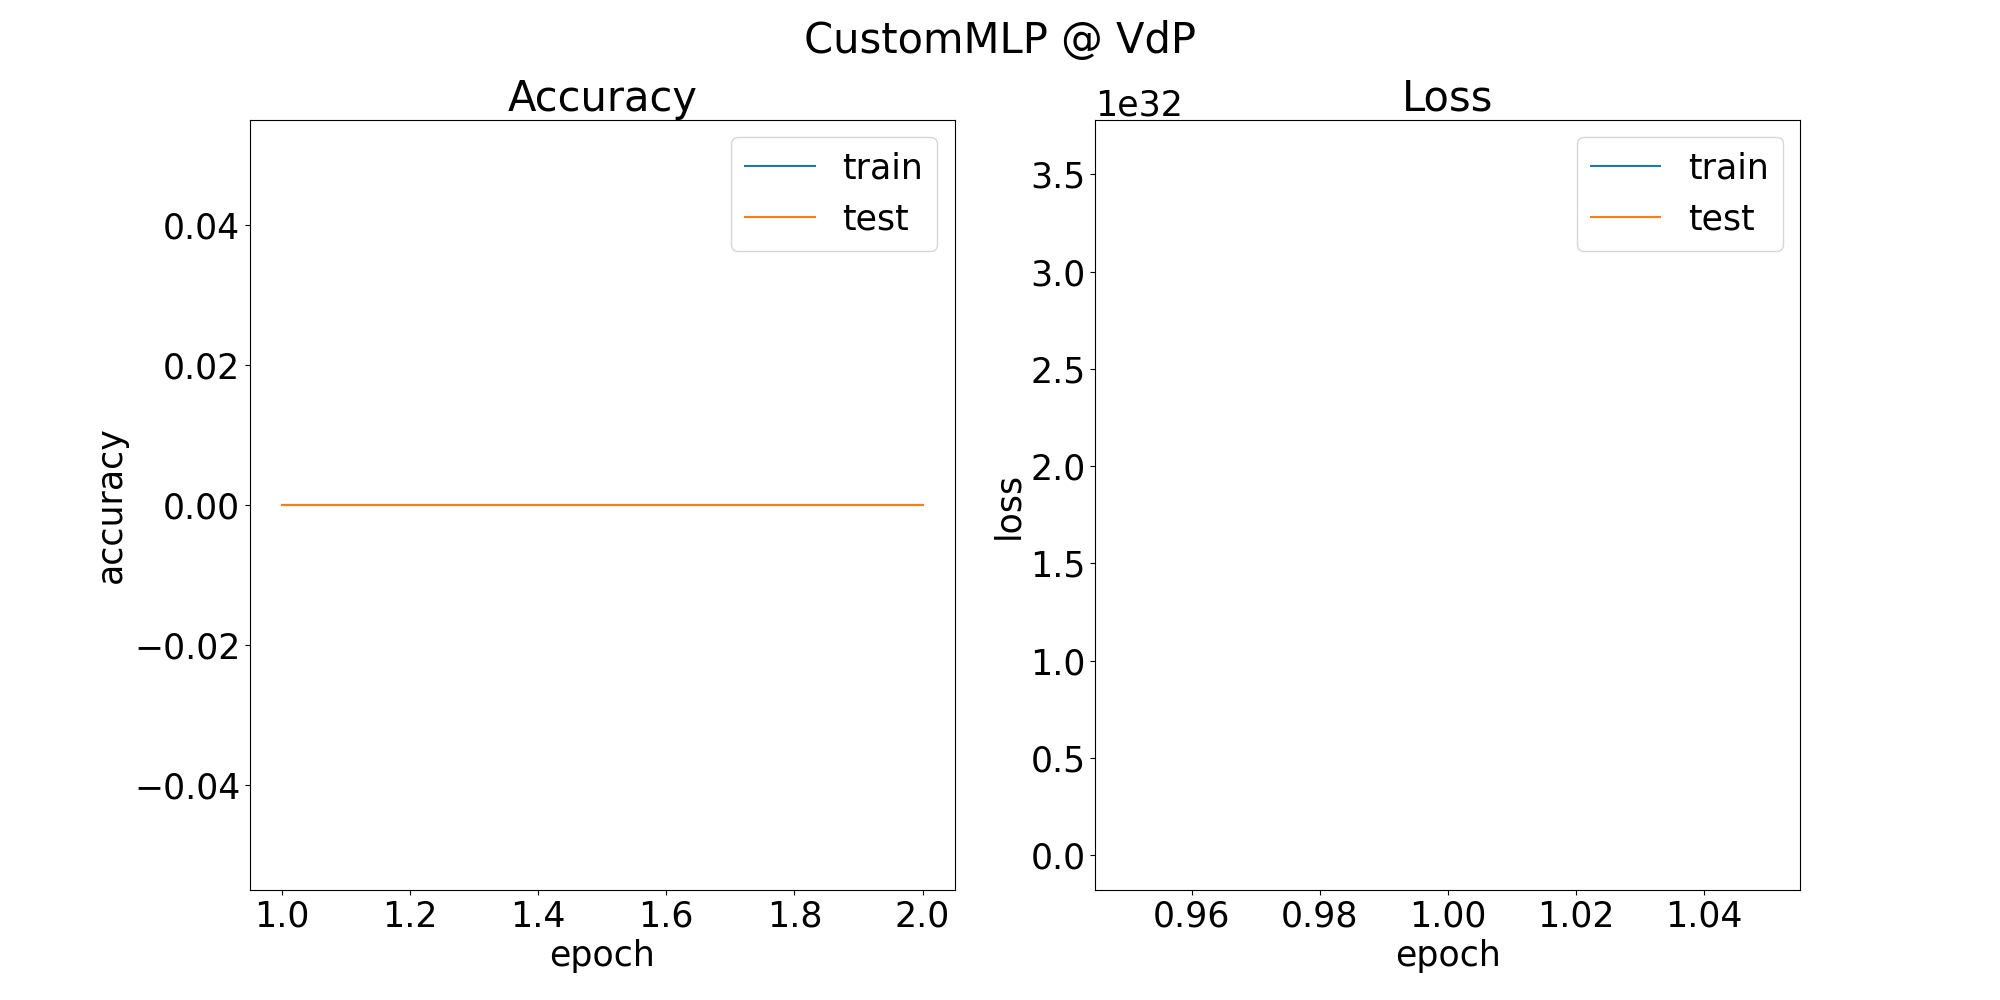 CustomMLP @ VdP
Accuracy
train
test
0.04
0.02
0.00
−0.02
−0.04
accuracy
1.0 1.2 1.4 1.6 1.8 2.0
epoch
Loss
1e32
train
test
3.5
3.0
2.5
2.0
1.5
1.0
0.5
0.0
loss
0.96 0.98 1.00 1.02 1.04
epoch